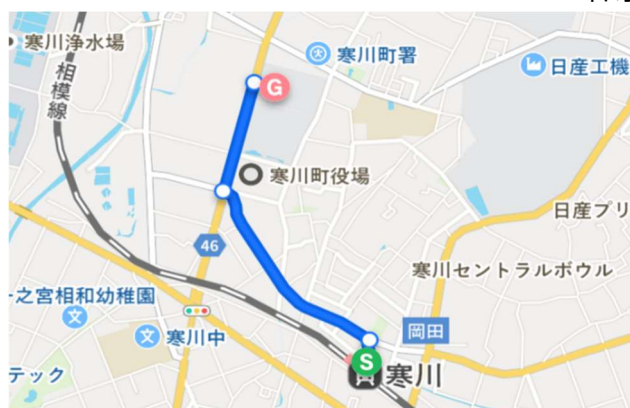 寒川浄水場
相模線
寒川町署
日産工機
G
寒川町役場
日産プリ
46
寒川セントラルボウル
一之宮相和幼稚園
文
文
寒川中
岡田
S
寒川
テック